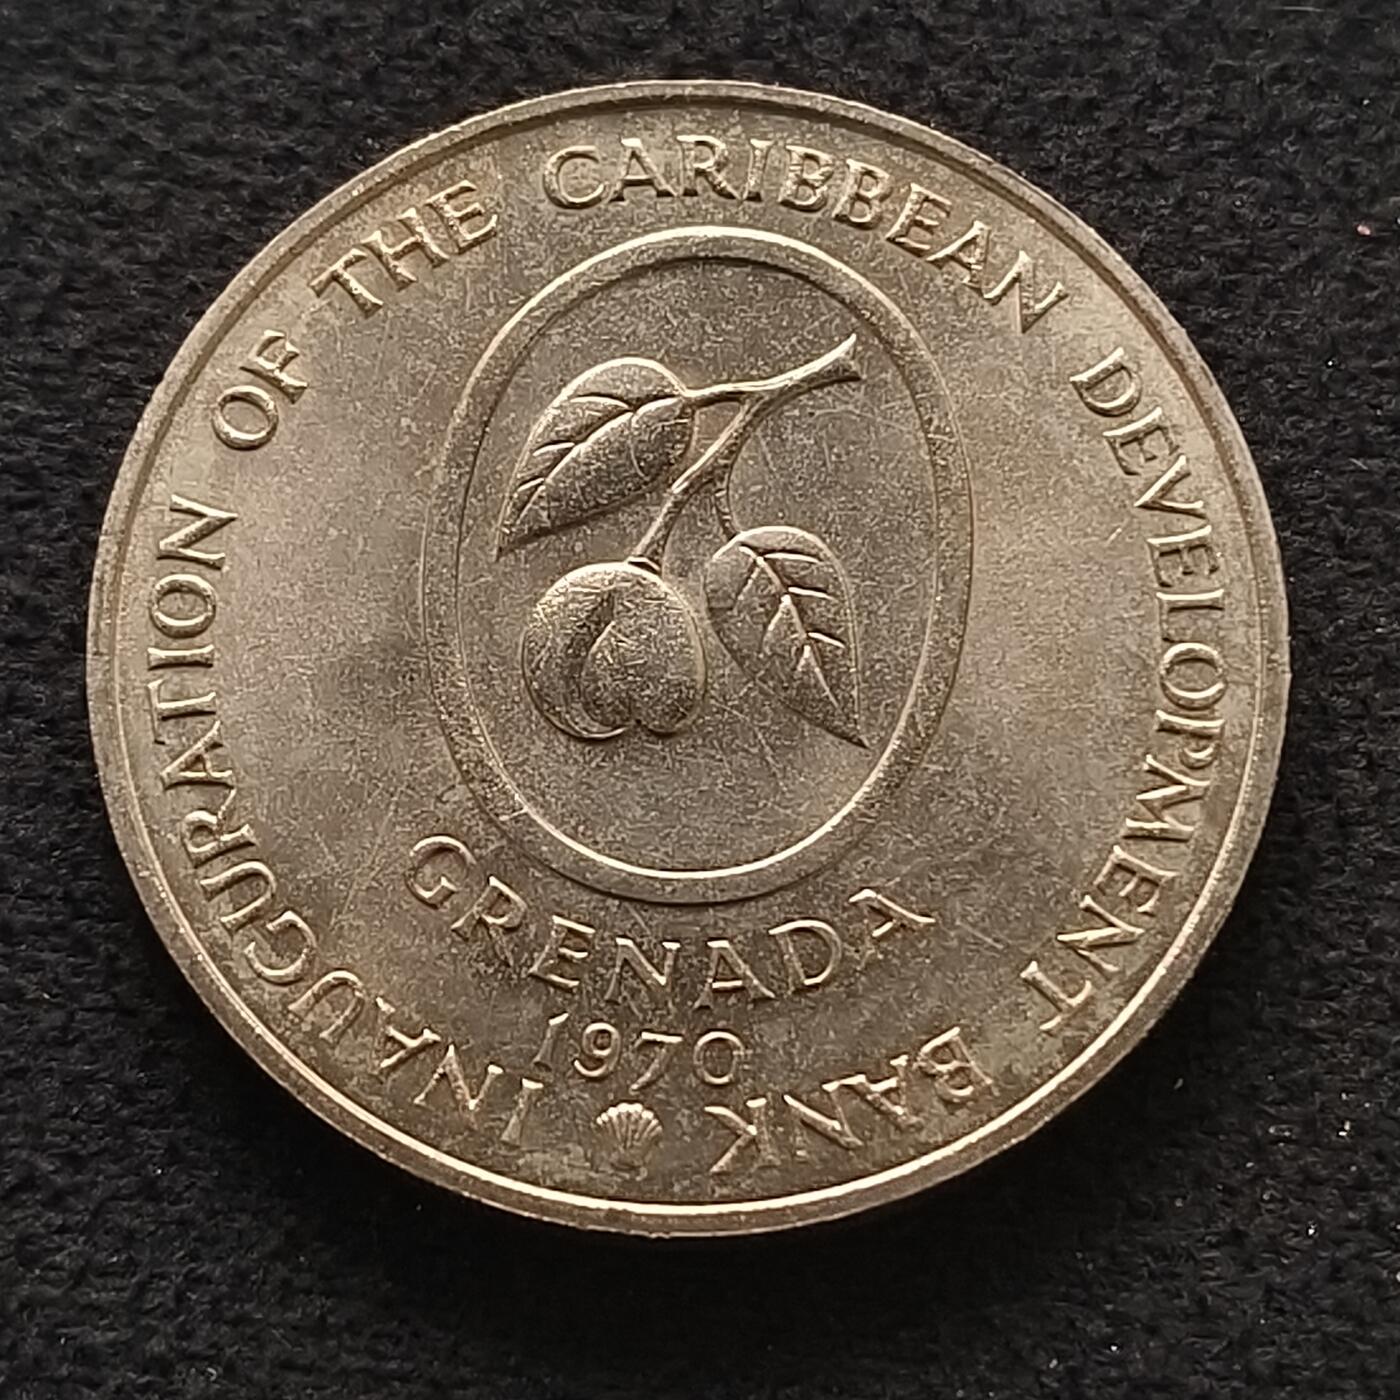 INAUGURATION OF THE CARIBBEAN DEVELOPMENT BANK
GRENADA
1970